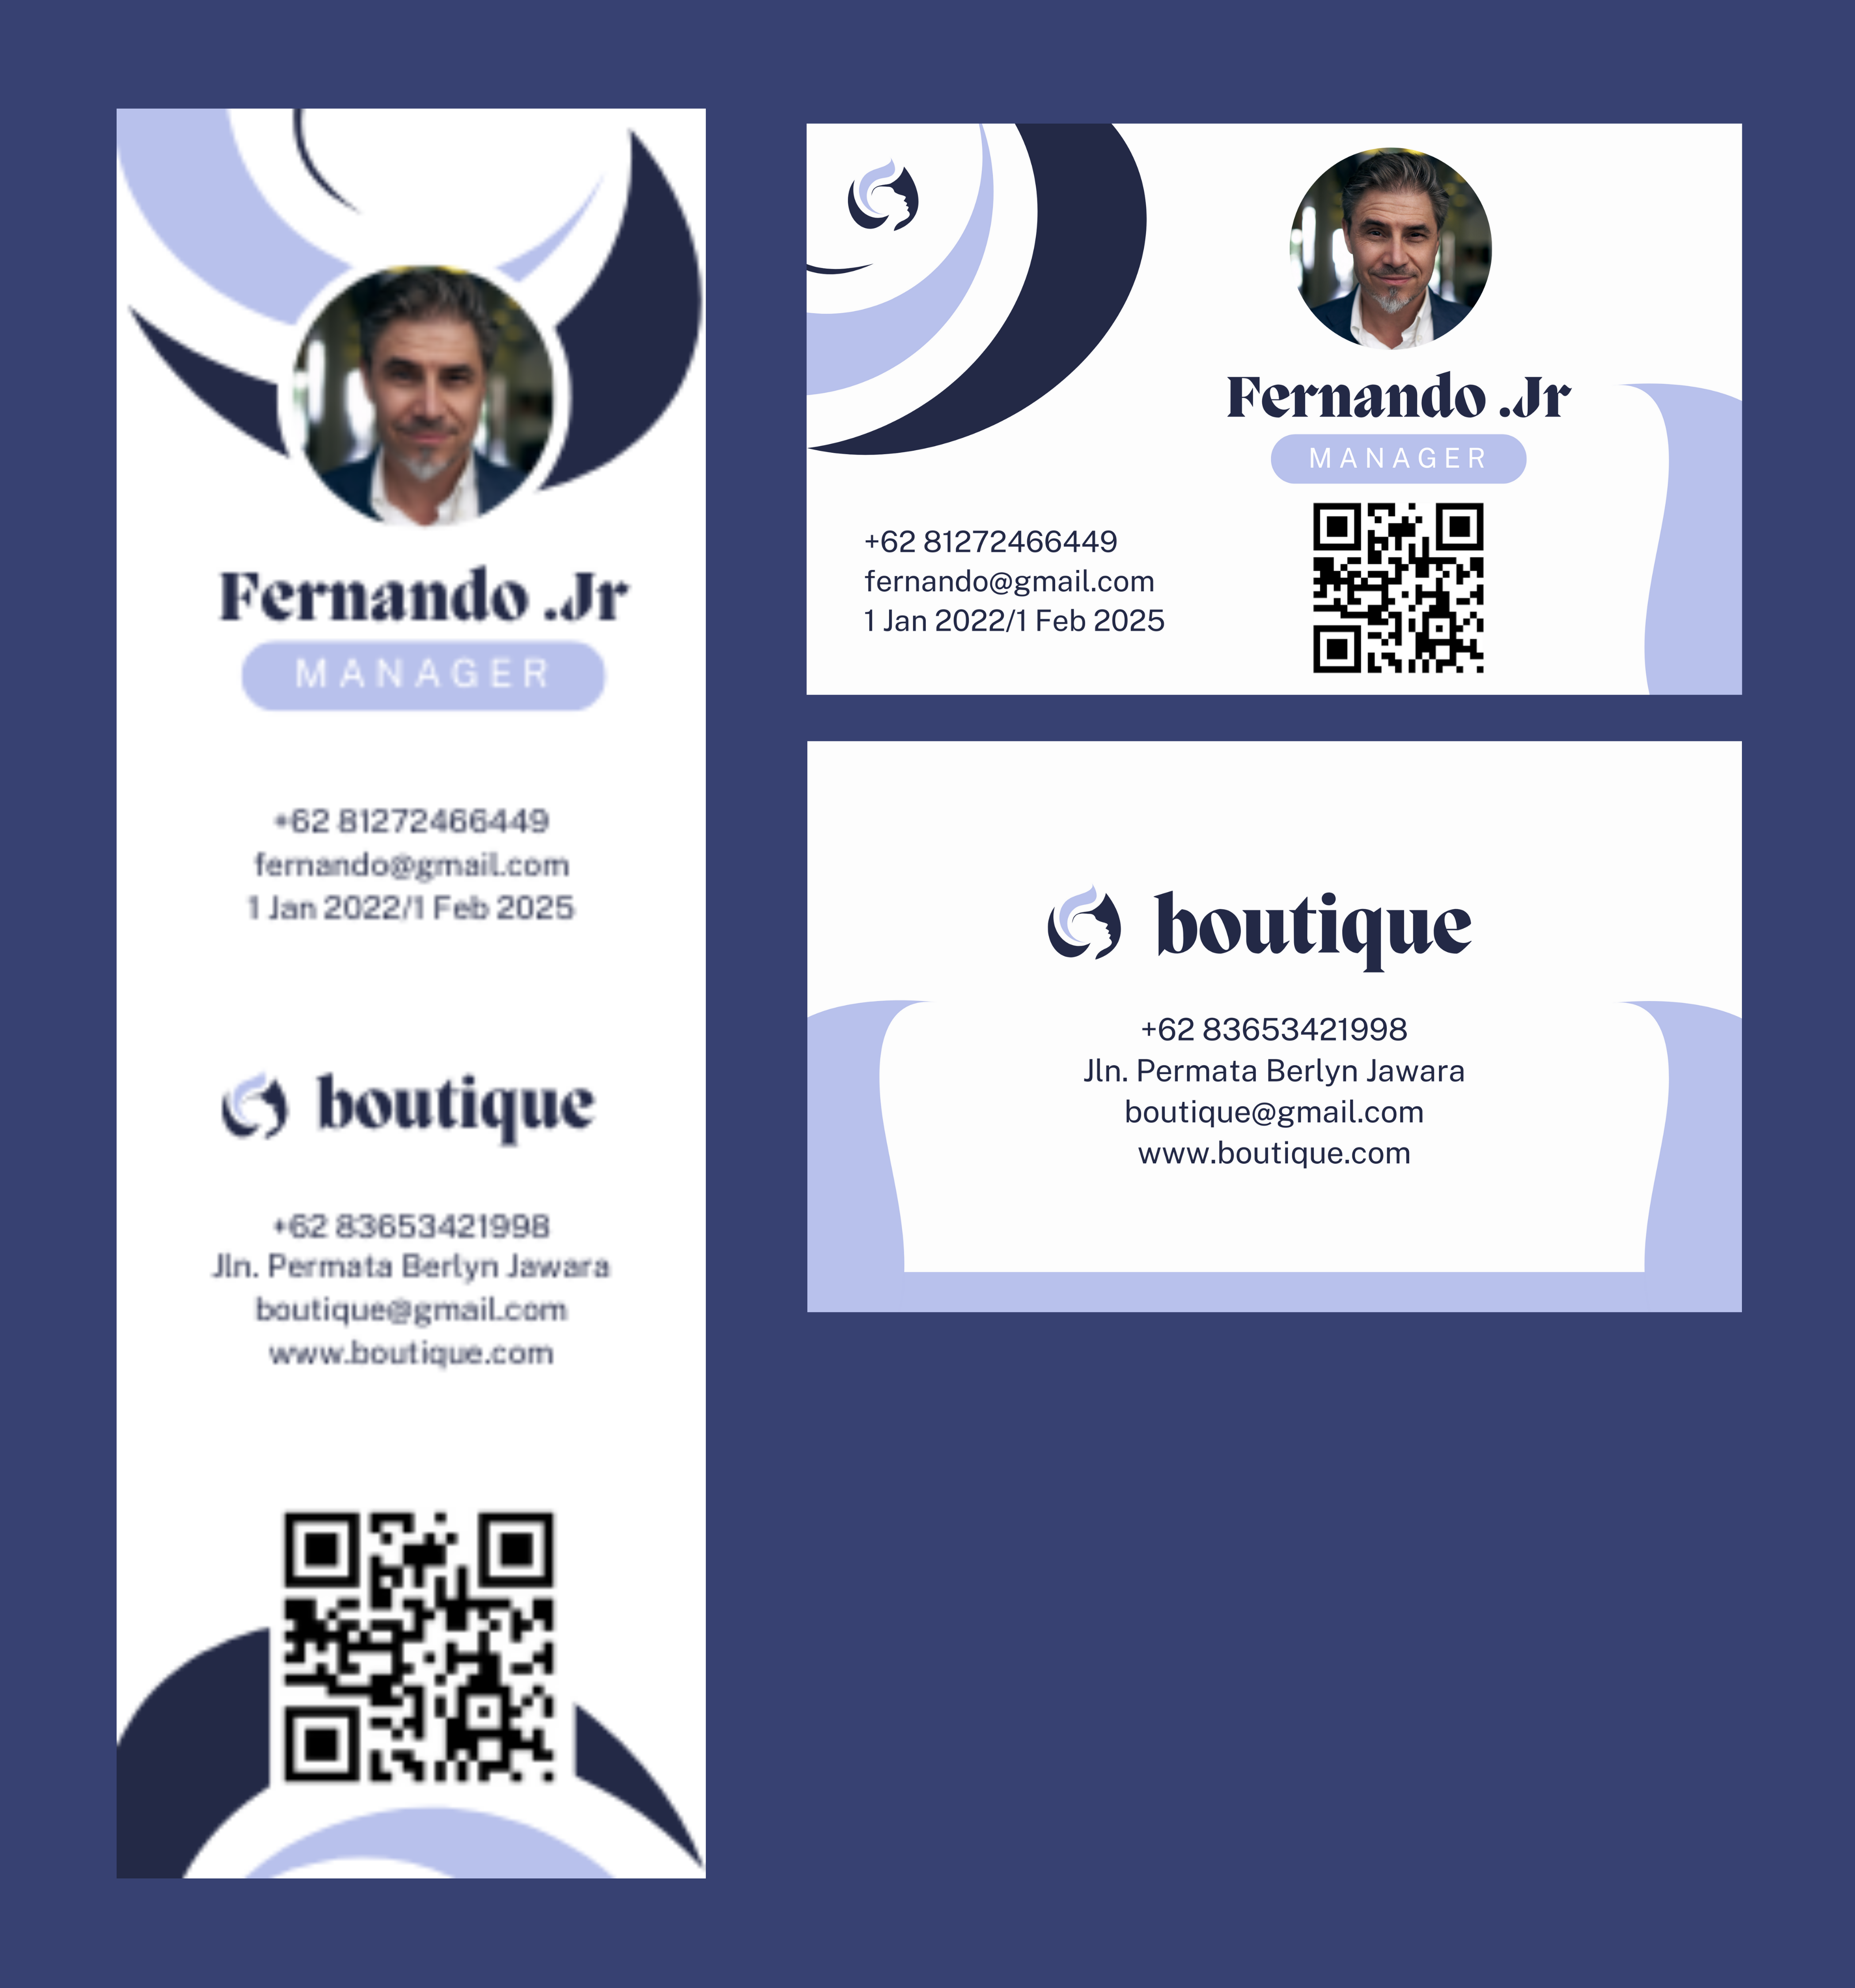 Fernando .Jr
MANAGER
+62 81272466449
fernando@gmail.com
1 Jan 2022/1 Feb 2025
boutique
+62 83653421998
Jln. Permata Berlyn Jawara
boutique@gmail.com
www.boutique.com
Fernando .Jr
MANAGER
+62 81272466449
fernando@gmail.com
1 Jan 2022/1 Feb 2025
boutique
+62 83653421998
Jln. Permata Berlyn Jawara
boutique@gmail.com
www.boutique.com